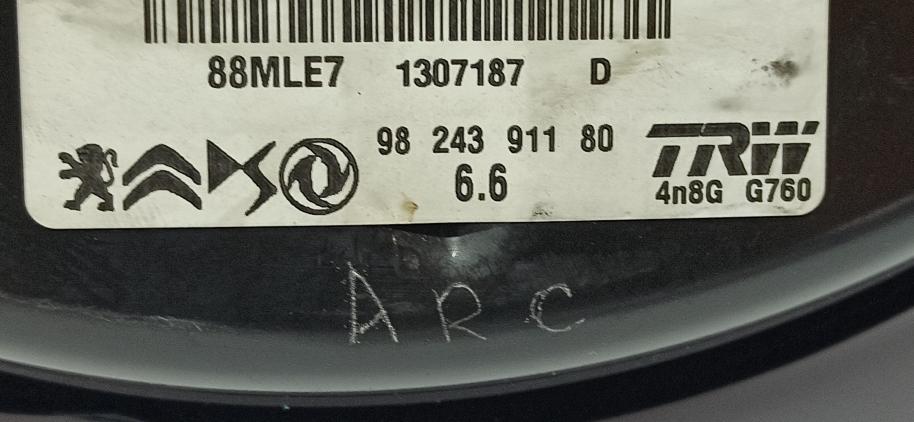 88MLE7 1307187 D
98 243 911 80 TRW
6.6 4n8G G760
ARC